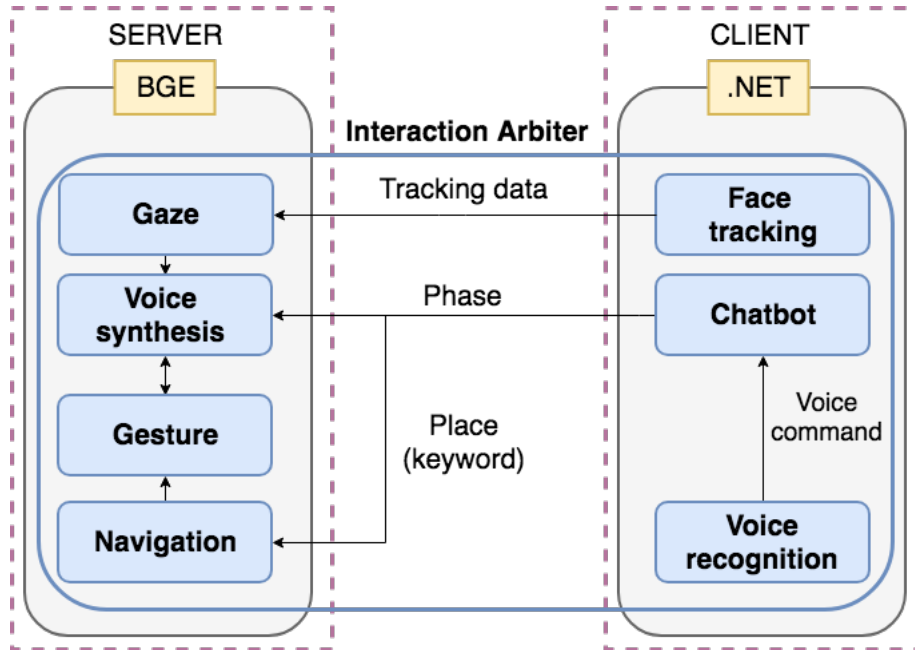 SERVER
CLIENT
BGE
.NET
Interaction Arbiter
Gaze
Tracking data
Face
tracking
Voice
synthesis
Phase
Chatbot
Gesture
Place
(keyword)
Voice
command
Navigation
Voice
recognition